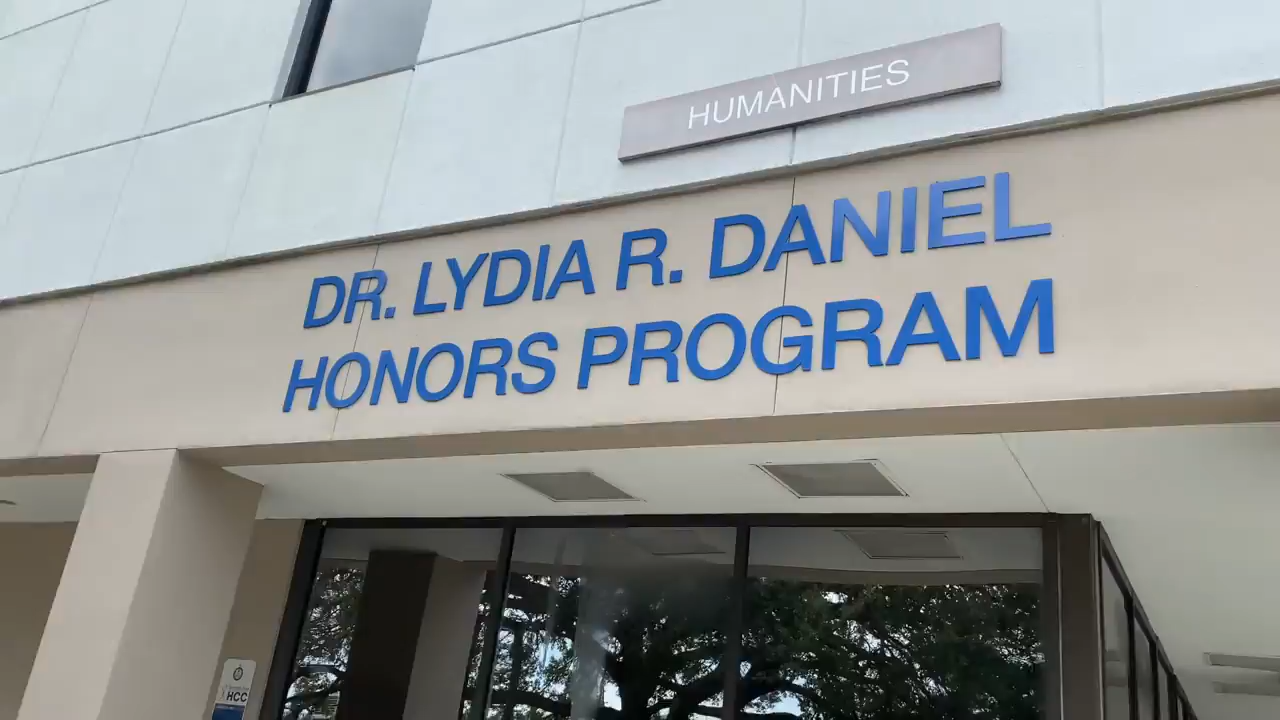 HUMANITIES
DR. LYDIA R. DANIEL
HONORS PROGRAM
HCC